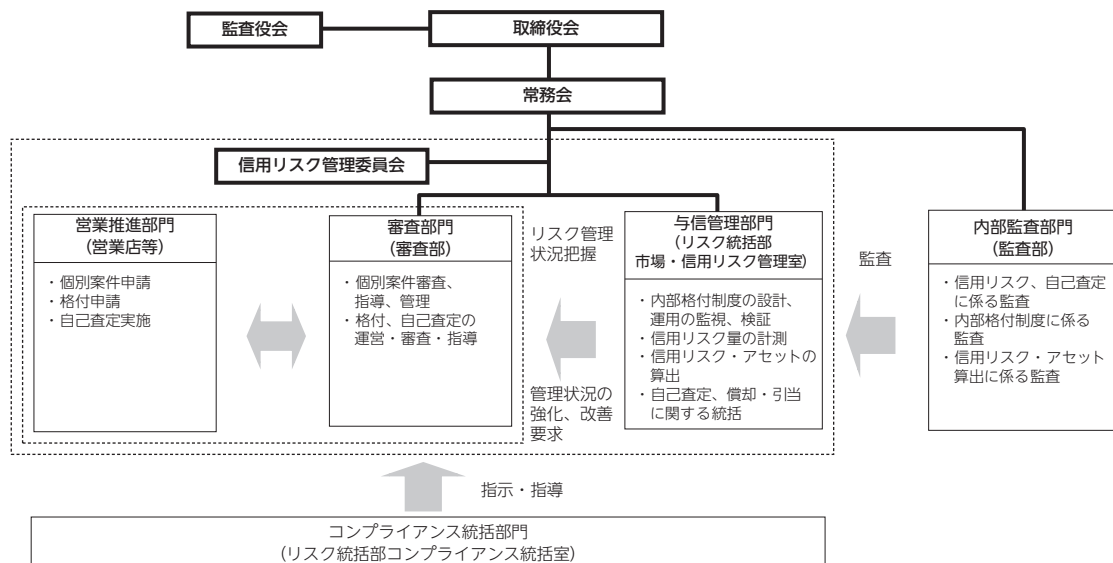 監査役会
取締役会
常務会
信用リスク管理委員会
営業推進部門
(営業店等)
・個別案件申請
・格付申請
・自己査定実施
審査部門
(審査部)
・個別案件審査、
指導、管理
・格付、自己査定の
運営・審査・指導
リスク管理
状況把握
管理状況の
強化、改善
要求
与信管理部門
(リスク統括部
市場・信用リスク管理室)
・内部格付制度の設計、
運用の監視、検証
・信用リスク量の計測
・信用リスク・アセットの
算出
・自己査定、償却・引当
に関する統括
監査
内部監査部門
(監査部)
・信用リスク、自己査定
に係る監査
・内部格付制度に係る
監査
・信用リスク・アセット
算出に係る監査
指示・指導
コンプライアンス統括部門
(リスク統括部コンプライアンス統括室)